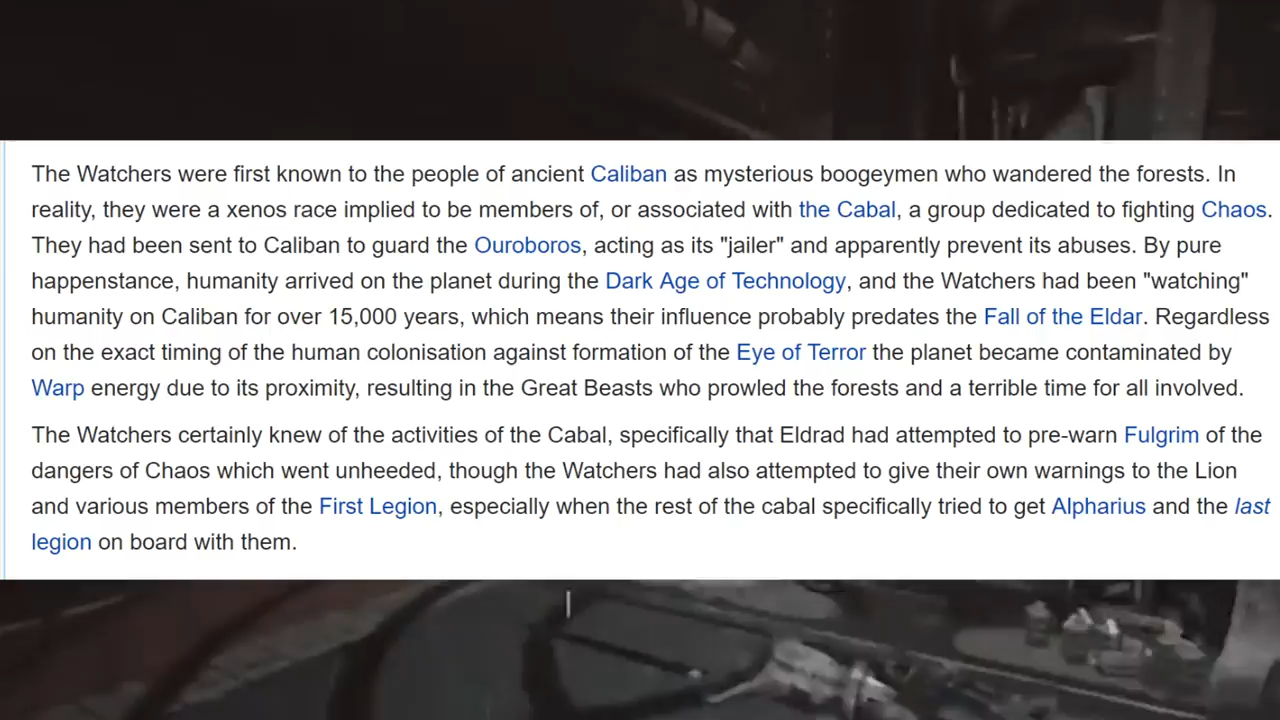 The Watchers were first known to the people of ancient Caliban as mysterious boogeymen who wandered the forests. In
reality, they were a xenos race implied to be members of, or associated with the Cabal, a group dedicated to fighting Chaos.
They had been sent to Caliban to guard the Ouroboros, acting as its "jailer" and apparently prevent its abuses. By pure
happenstance, humanity arrived on the planet during the Dark Age of Technology, and the Watchers had been "watching"
humanity on Caliban for over 15,000 years, which means their influence probably predates the Fall of the Eldar. Regardless
on the exact timing of the human colonisation against formation of the Eye of Terror the planet became contaminated by
Warp energy due to its proximity, resulting in the Great Beasts who prowled the forests and a terrible time for all involved.
The Watchers certainly knew of the activities of the Cabal, specifically that Eldrad had attempted to pre-warn Fulgrim of the
dangers of Chaos which went unheeded, though the Watchers had also attempted to give their own warnings to the Lion
and various members of the First Legion, especially when the rest of the cabal specifically tried to get Alpharius and the last
legion on board with them.